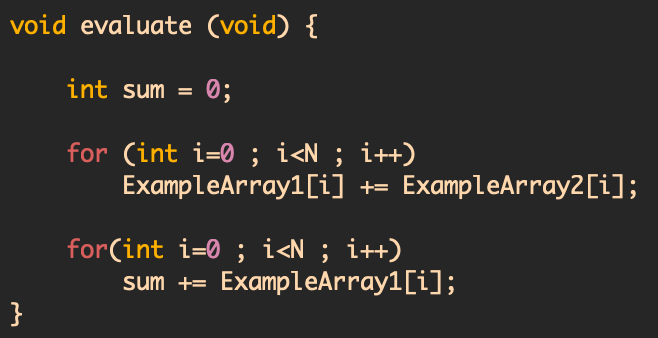 void evaluate (void) {
int sum = 0;
for (int i=0 ; i<N ; i++)
ExampleArray1[i] += ExampleArray2[i];
for(int i=0 ; i<N ; i++)
sum += ExampleArray1[i];
}